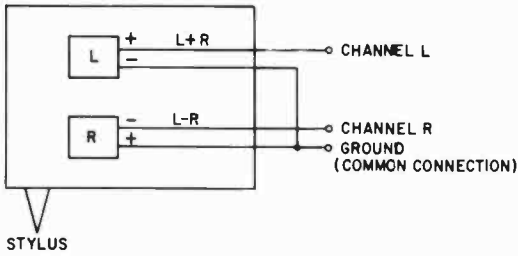 + L+R
L
−
CHANNEL L
− L−R
R
+
CHANNEL R
GROUND
(COMMON CONNECTION)
STYLUS